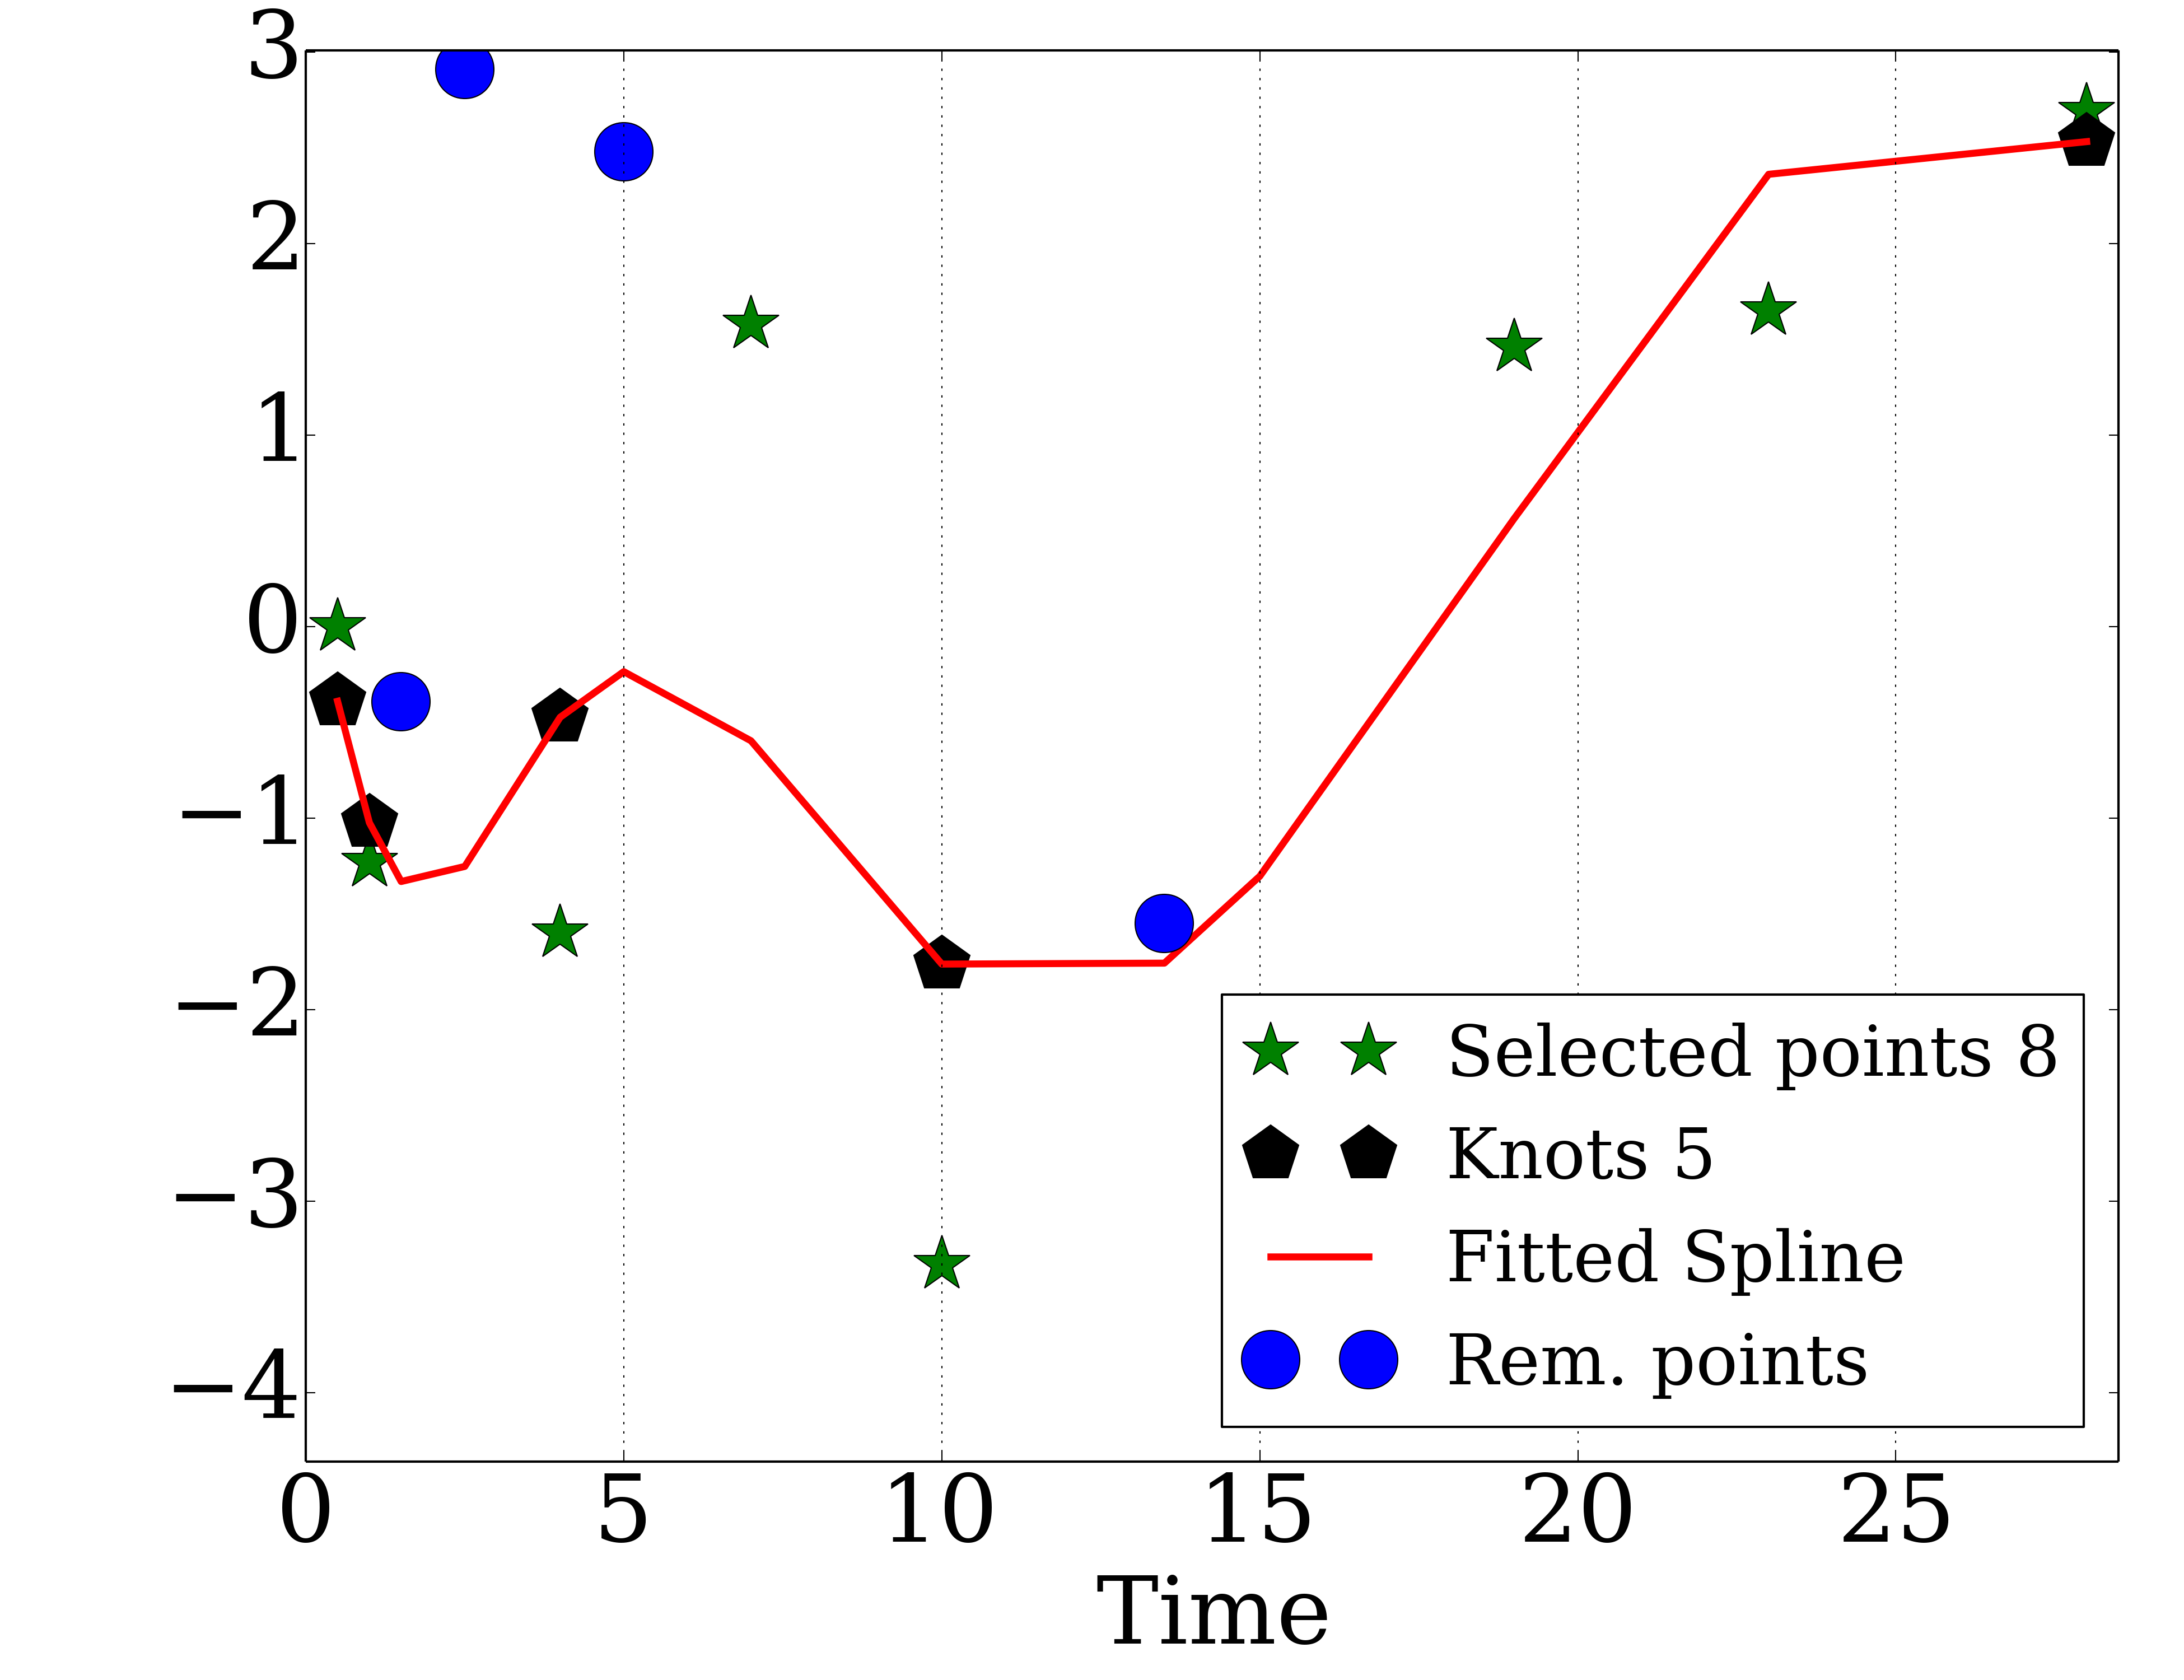 3
2
1
0
−1
−2
−3
−4
Selected points 8
Knots 5
Fitted Spline
Rem. points
0 5 10 15 20 25
Time